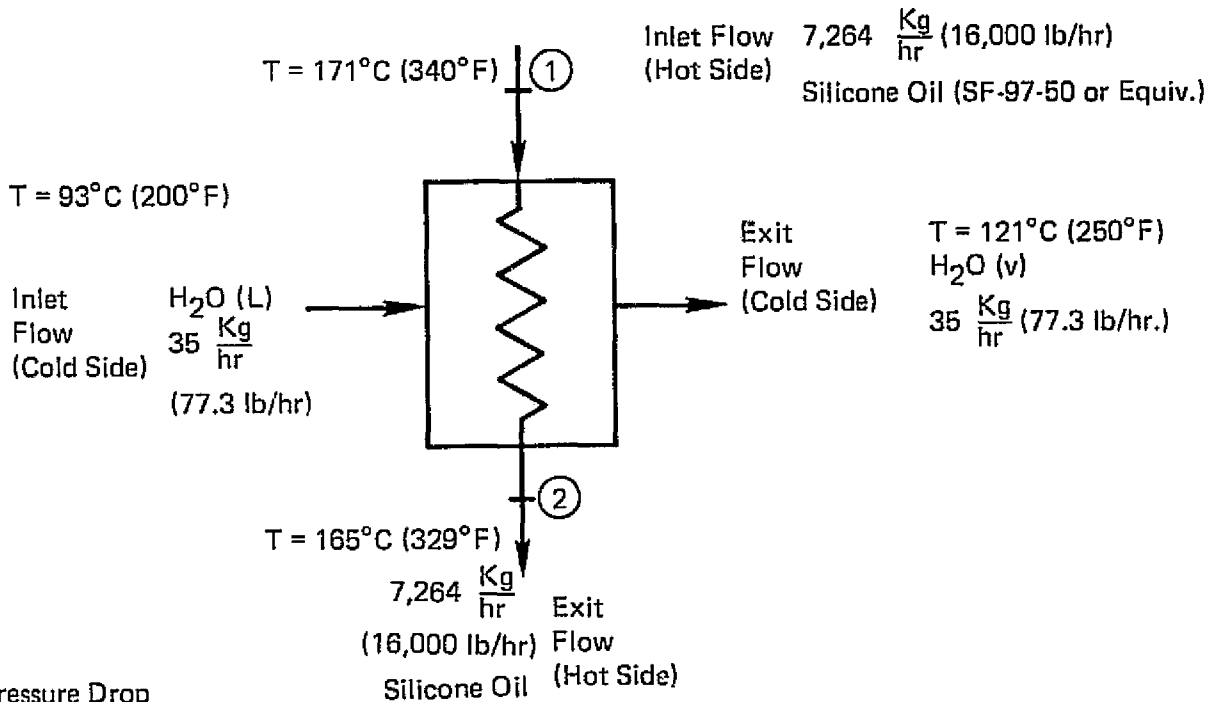 Inlet Flow 7,264 Kg/hr (16,000 lb/hr)
(Hot Side)
Silicone Oil (SF-97-50 or Equiv.)
T = 171°C (340°F) 1
T = 93°C (200°F)
Inlet H₂O (L)
Flow 35 Kg/hr
(Cold Side)
(77.3 lb/hr)
Exit T = 121°C (250°F)
Flow H₂O (v)
(Cold Side) 35 Kg/hr (77.3 lb/hr.)
2
T = 165°C (329°F)
7,264 Kg/hr Exit
(16,000 lb/hr) Flow
Silicone Oil (Hot Side)
ressure Drop